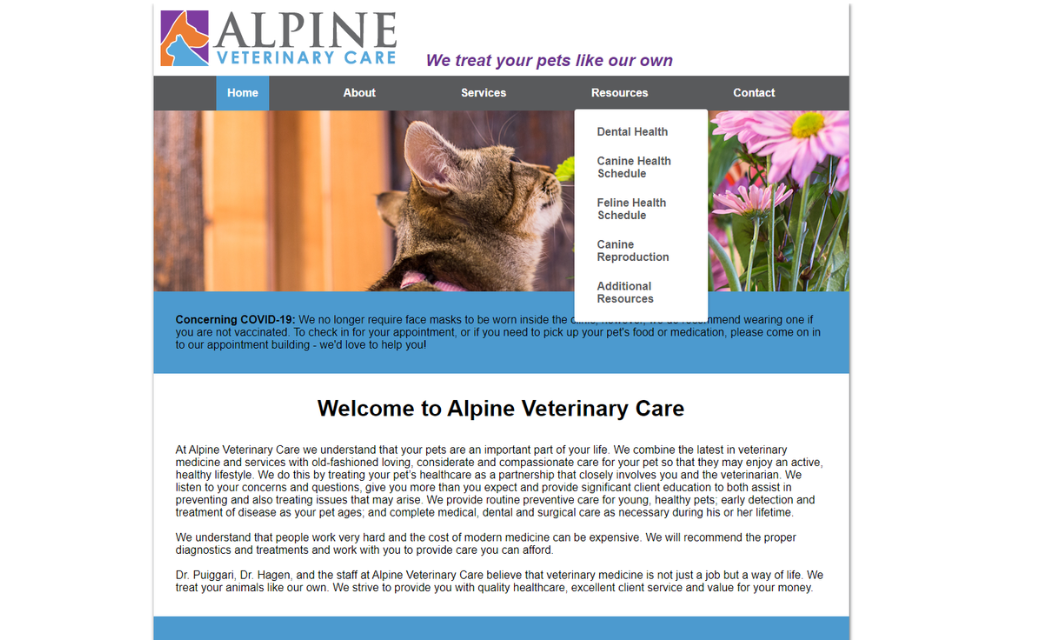 ALPINE
VETERINARY CARE
We treat your pets like our own
Home About Services Resources Contact
Dental Health
Canine Health
Schedule
Feline Health
Schedule
Canine
Reproduction
Additional
Resources
Concerning COVID-19: We no longer require face masks to be worn inside the recommend wearing one if
you are not vaccinated. To check in for your appointment, or if you need to pick up your pet's food or medication, please come on in
to our appointment building - we'd love to help you!
Welcome to Alpine Veterinary Care
At Alpine Veterinary Care we understand that your pets are an important part of your life. We combine the latest in veterinary
medicine and services with old-fashioned loving, considerate and compassionate care for your pet so that they may enjoy an active,
healthy lifestyle. We do this by treating your pet's healthcare as a partnership that closely involves you and the veterinarian. We
listen to your concerns and questions, give you more than you expect and provide significant client education to both assist in
preventing and also treating issues that may arise. We provide routine preventive care for young, healthy pets; early detection and
treatment of disease as your pet ages; and complete medical, dental and surgical care as necessary during his or her lifetime.
We understand that people work very hard and the cost of modern medicine can be expensive. We will recommend the proper
diagnostics and treatments and work with you to provide care you can afford.
Dr. Puiggari, Dr. Hagen, and the staff at Alpine Veterinary Care believe that veterinary medicine is not just a job but a way of life. We
treat your animals like our own. We strive to provide you with quality healthcare, excellent client service and value for your money.